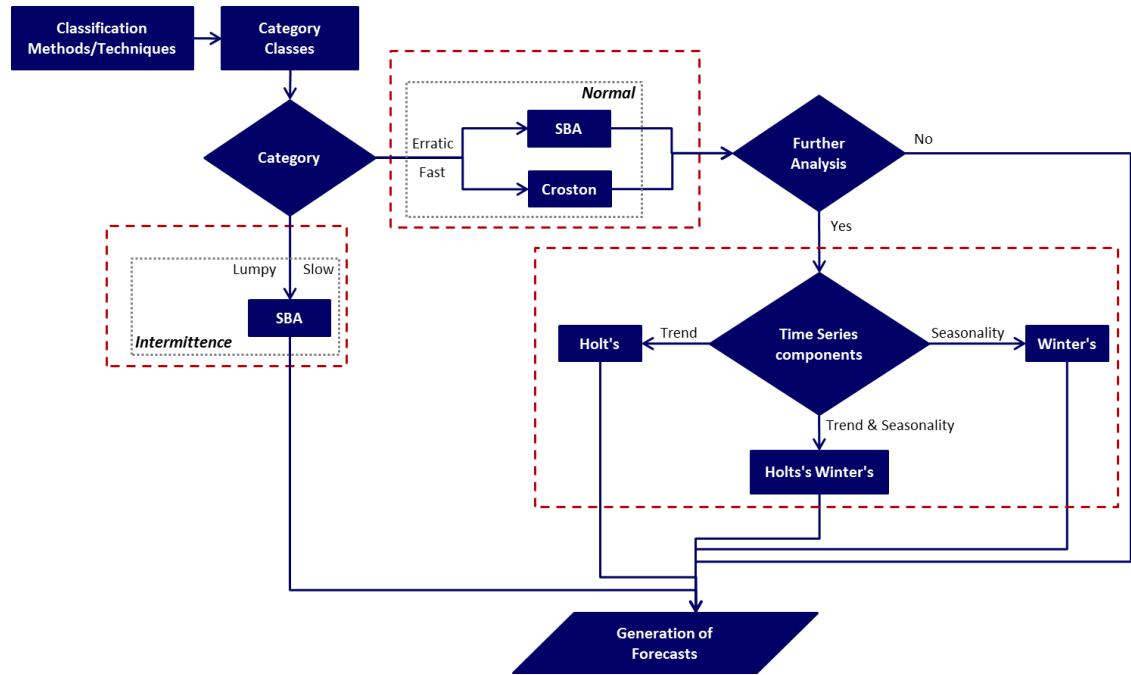 Classification
Methods/Techniques
Category
Classes
Normal
SBA
Category
Erratic
Fast
Croston
Further
Analysis
No
Yes
Lumpy
Slow
SBA
Intermittence
Holt's
Trend
Time Series
components
Seasonality
Winter's
Trend & Seasonality
Holts's Winter's
Generation of
Forecasts